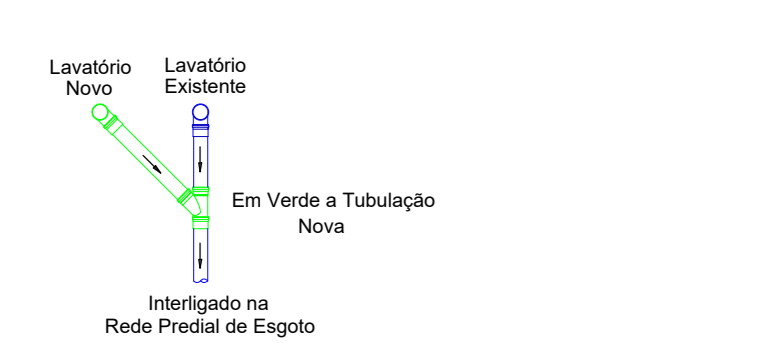 Lavatório
Novo
Lavatório
Existente
Em Verde a Tubulação
Nova
Interligado na
Rede Predial de Esgoto